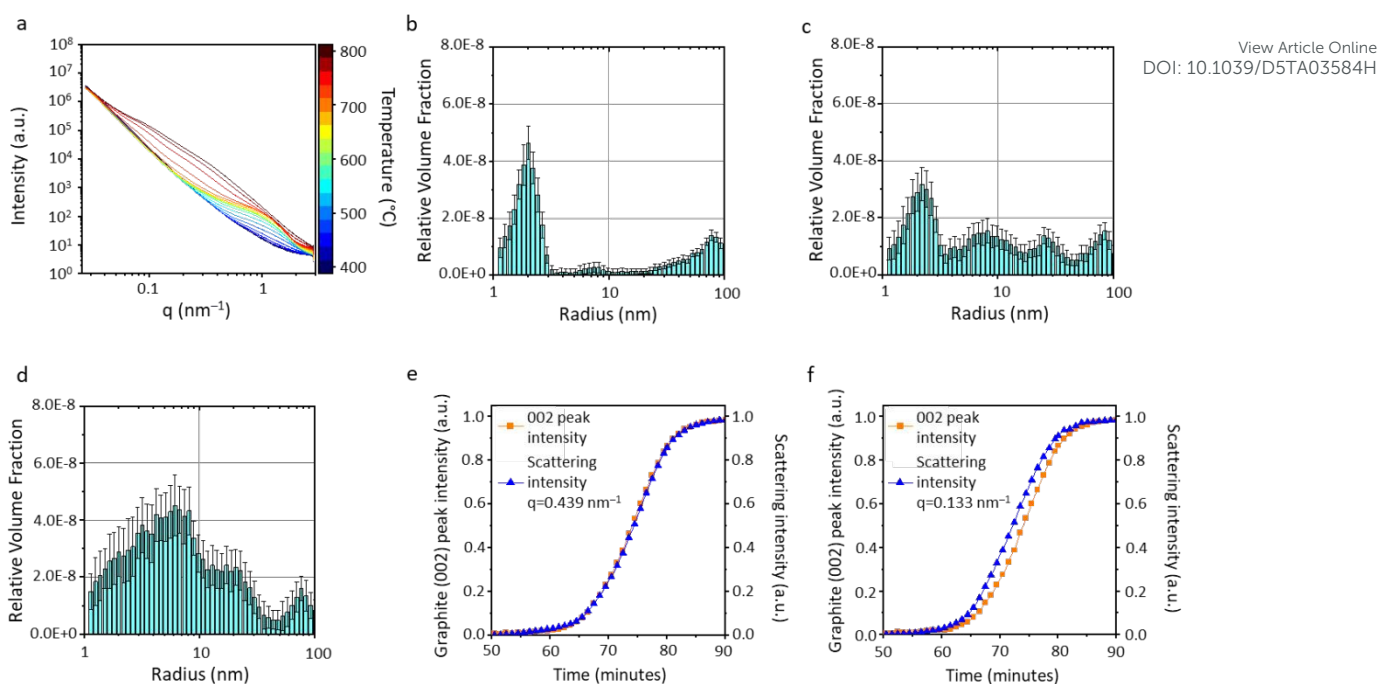 View Article Online
DOI: 10.1039/D5TA03584H
a
10⁸
10⁷
10⁶
10⁵
10⁴
10³
10²
10¹
10⁰
Intensity (a.u.)
0.1
1
q (nm⁻¹)
800
700
600
500
400
Temperature (°C)
b
8.0E-8
6.0E-8
4.0E-8
2.0E-8
0.0E+0
Relative Volume Fraction
1
10
100
Radius (nm)
c
8.0E-8
6.0E-8
4.0E-8
2.0E-8
0.0E+0
Relative Volume Fraction
1
10
100
Radius (nm)
d
8.0E-8
6.0E-8
4.0E-8
2.0E-8
0.0E+0
Relative Volume Fraction
1
10
100
Radius (nm)
e
Graphite (002) peak intensity (a.u.)
1.0
0.8
0.6
0.4
0.2
0.0
002 peak
intensity
Scattering
intensity
q=0.439 nm⁻¹
1.0
0.8
0.6
0.4
0.2
0.0
Scattering intensity (a.u.)
50
60
70
80
90
Time (minutes)
f
Graphite (002) peak intensity (a.u.)
1.0
0.8
0.6
0.4
0.2
0.0
002 peak
intensity
Scattering
intensity
q=0.133 nm⁻¹
1.0
0.8
0.6
0.4
0.2
0.0
Scattering intensity (a.u.)
50
60
70
80
90
Time (minutes)